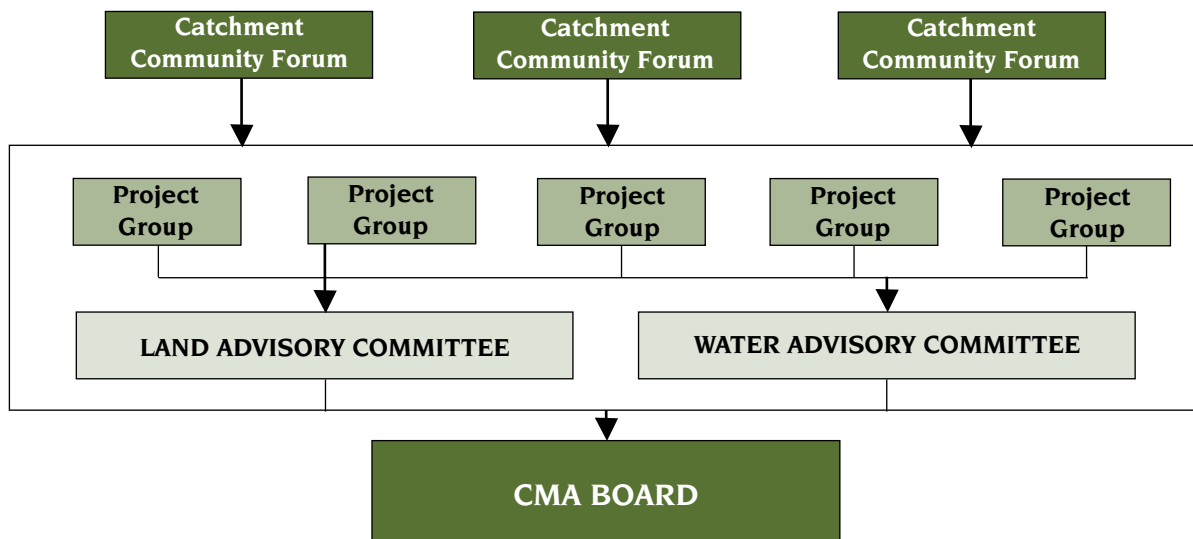 Catchment
Community Forum
Catchment
Community Forum
Catchment
Community Forum
Project
Group
Project
Group
Project
Group
Project
Group
Project
Group
LAND ADVISORY COMMITTEE
WATER ADVISORY COMMITTEE
CMA BOARD